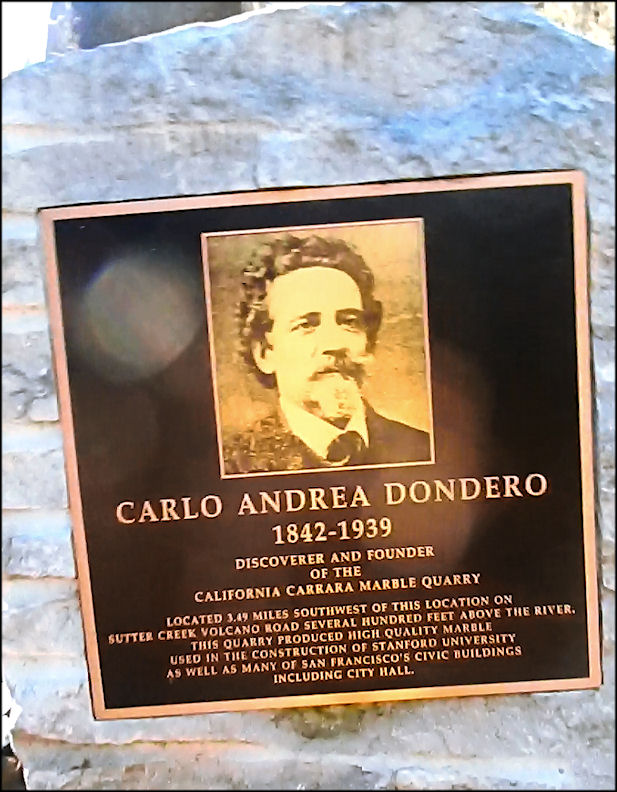 CARLO ANDREA DONDERO
1842-1939
DISCOVERER AND FOUNDER
OF THE
CALIFORNIA CARRARA MARBLE QUARRY
LOCATED 3.49 MILES SOUTHWEST OF THIS LOCATION ON
SUTTER CREEK VOLCANO ROAD SEVERAL HUNDRED FEET ABOVE THE RIVER.
THIS QUARRY PRODUCED HIGH QUALITY MARBLE
USED IN THE CONSTRUCTION OF STANFORD UNIVERSITY
AS WELL AS MANY OF SAN FRANCISCO'S CIVIC BUILDINGS
INCLUDING CITY HALL.